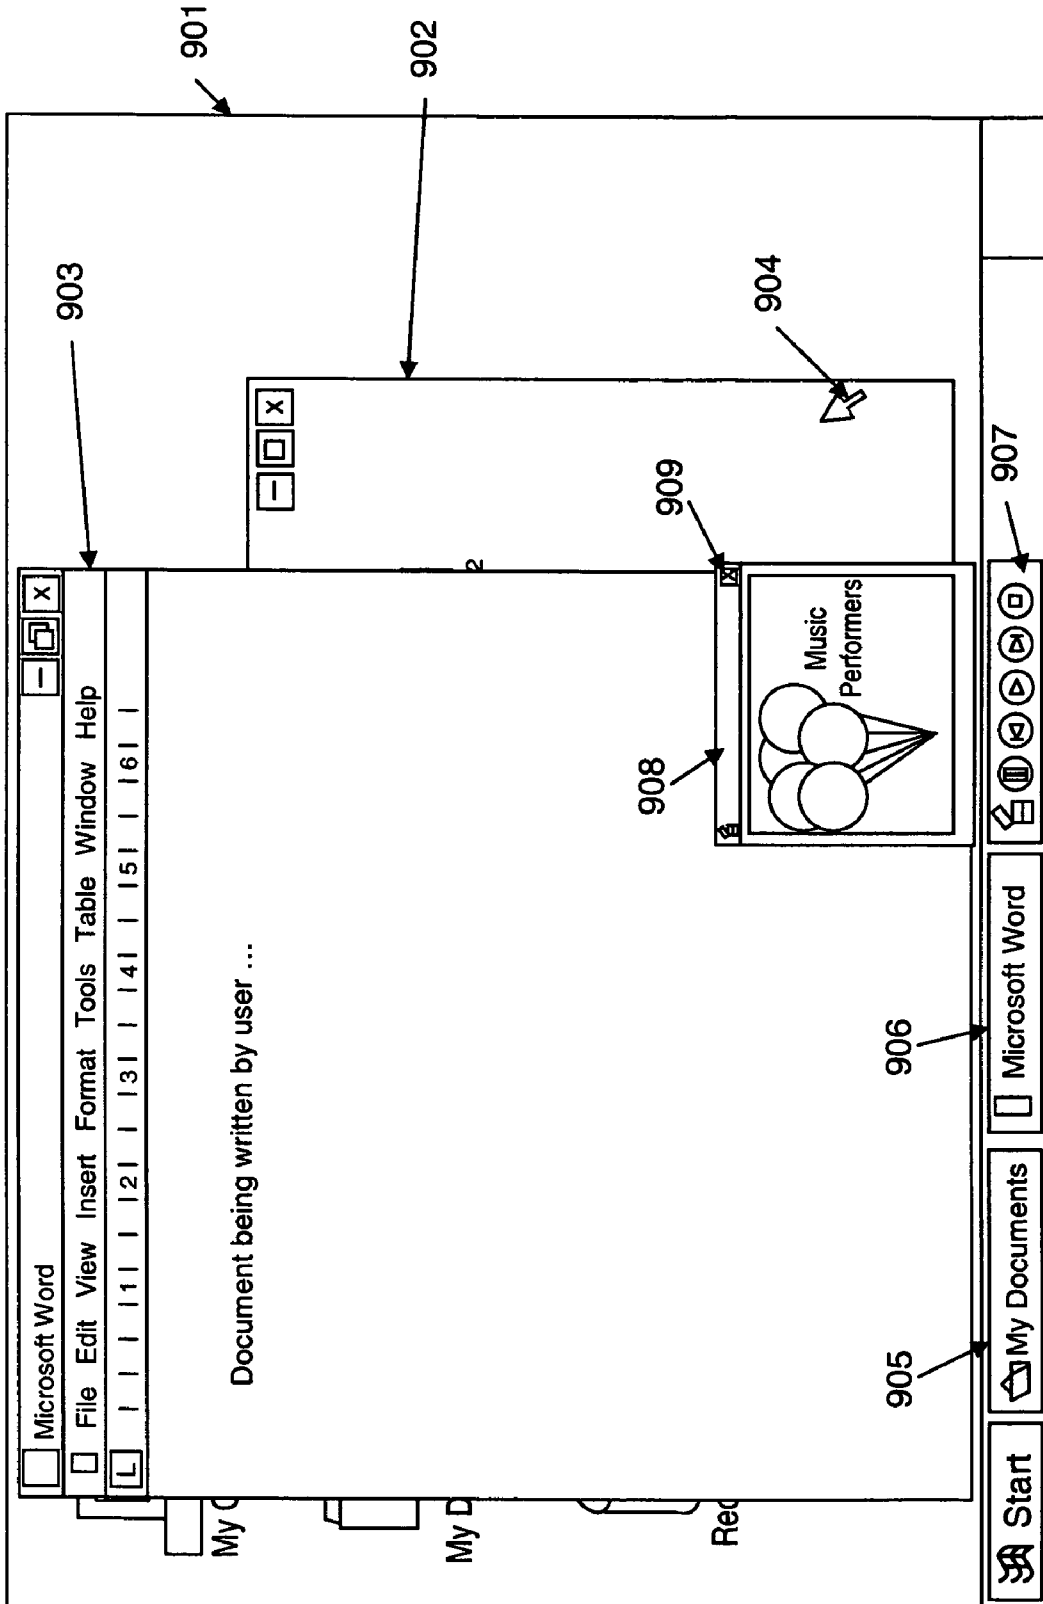 901
902
903
Microsoft Word
— X
File Edit View Insert Format Tools Table Window Help
L 1 2 3 4 5 6
— X
Document being written by user ...
My
My D
Rec
2
904
908
909
X
Music
Performers
905
906
907
Start
My Documents
Microsoft Word